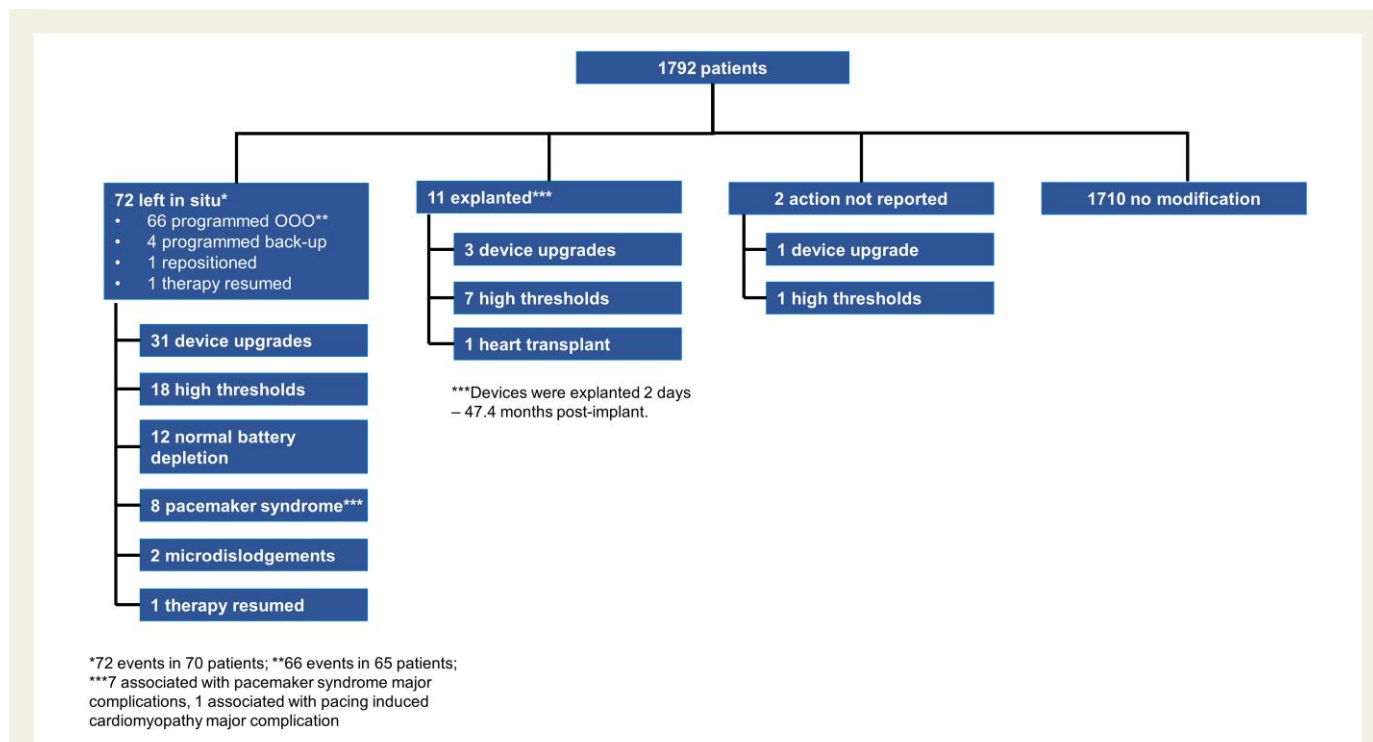 1792 patients
72 left in situ*
• 66 programmed OOO**
• 4 programmed back-up
• 1 repositioned
• 1 therapy resumed
31 device upgrades
18 high thresholds
12 normal battery
depletion
8 pacemaker syndrome***
2 microdislodgements
1 therapy resumed
*72 events in 70 patients; **66 events in 65 patients;
***7 associated with pacemaker syndrome major
complications, 1 associated with pacing induced
cardiomyopathy major complication
11 explanted***
3 device upgrades
7 high thresholds
1 heart transplant
***Devices were explanted 2 days
– 47.4 months post-implant.
2 action not reported
1 device upgrade
1 high thresholds
1710 no modification